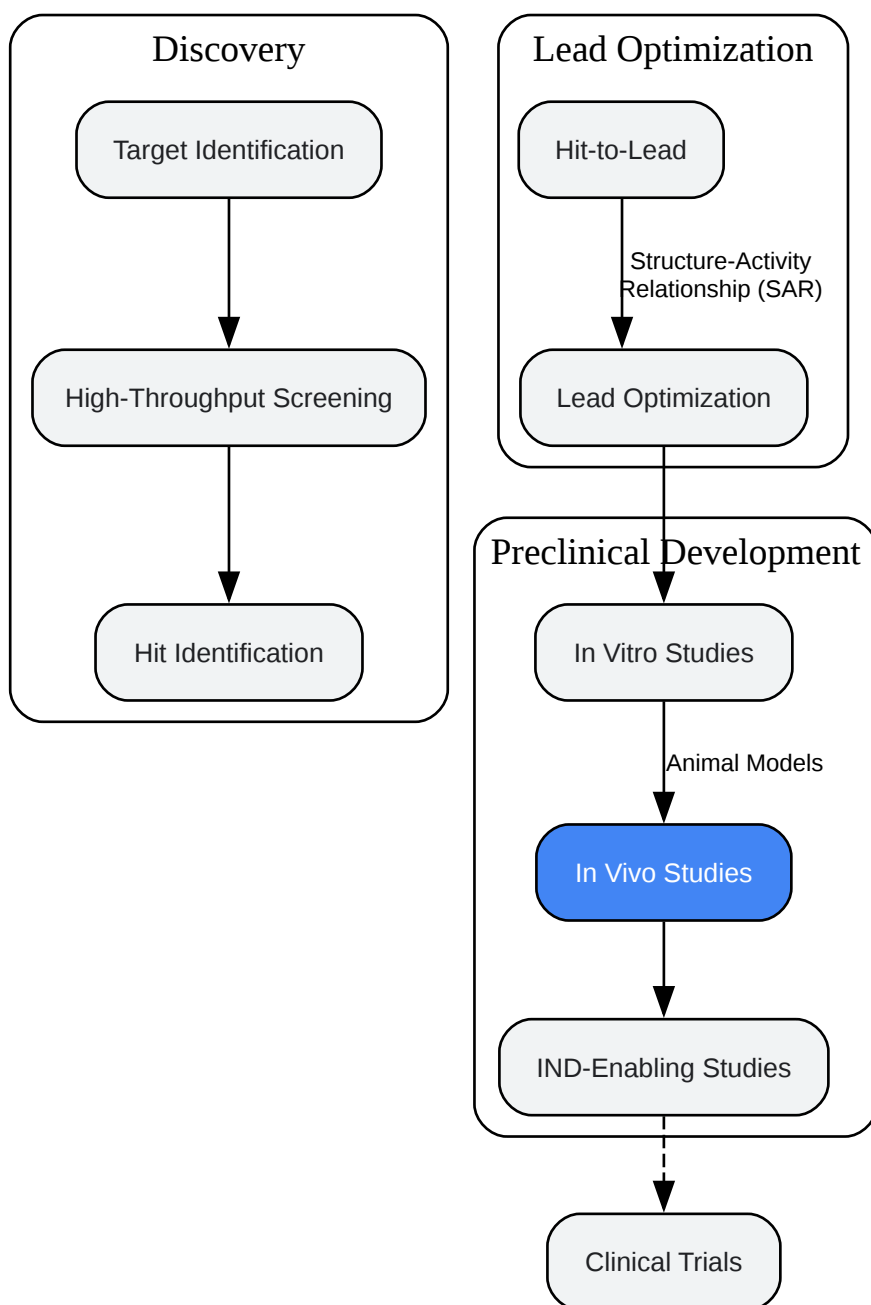 Discovery
Target Identification
High-Throughput Screening
Hit Identification
Lead Optimization
Hit-to-Lead
Structure-Activity
Relationship (SAR)
Lead Optimization
Preclinical Development
In Vitro Studies
Animal Models
In Vivo Studies
IND-Enabling Studies
Clinical Trials